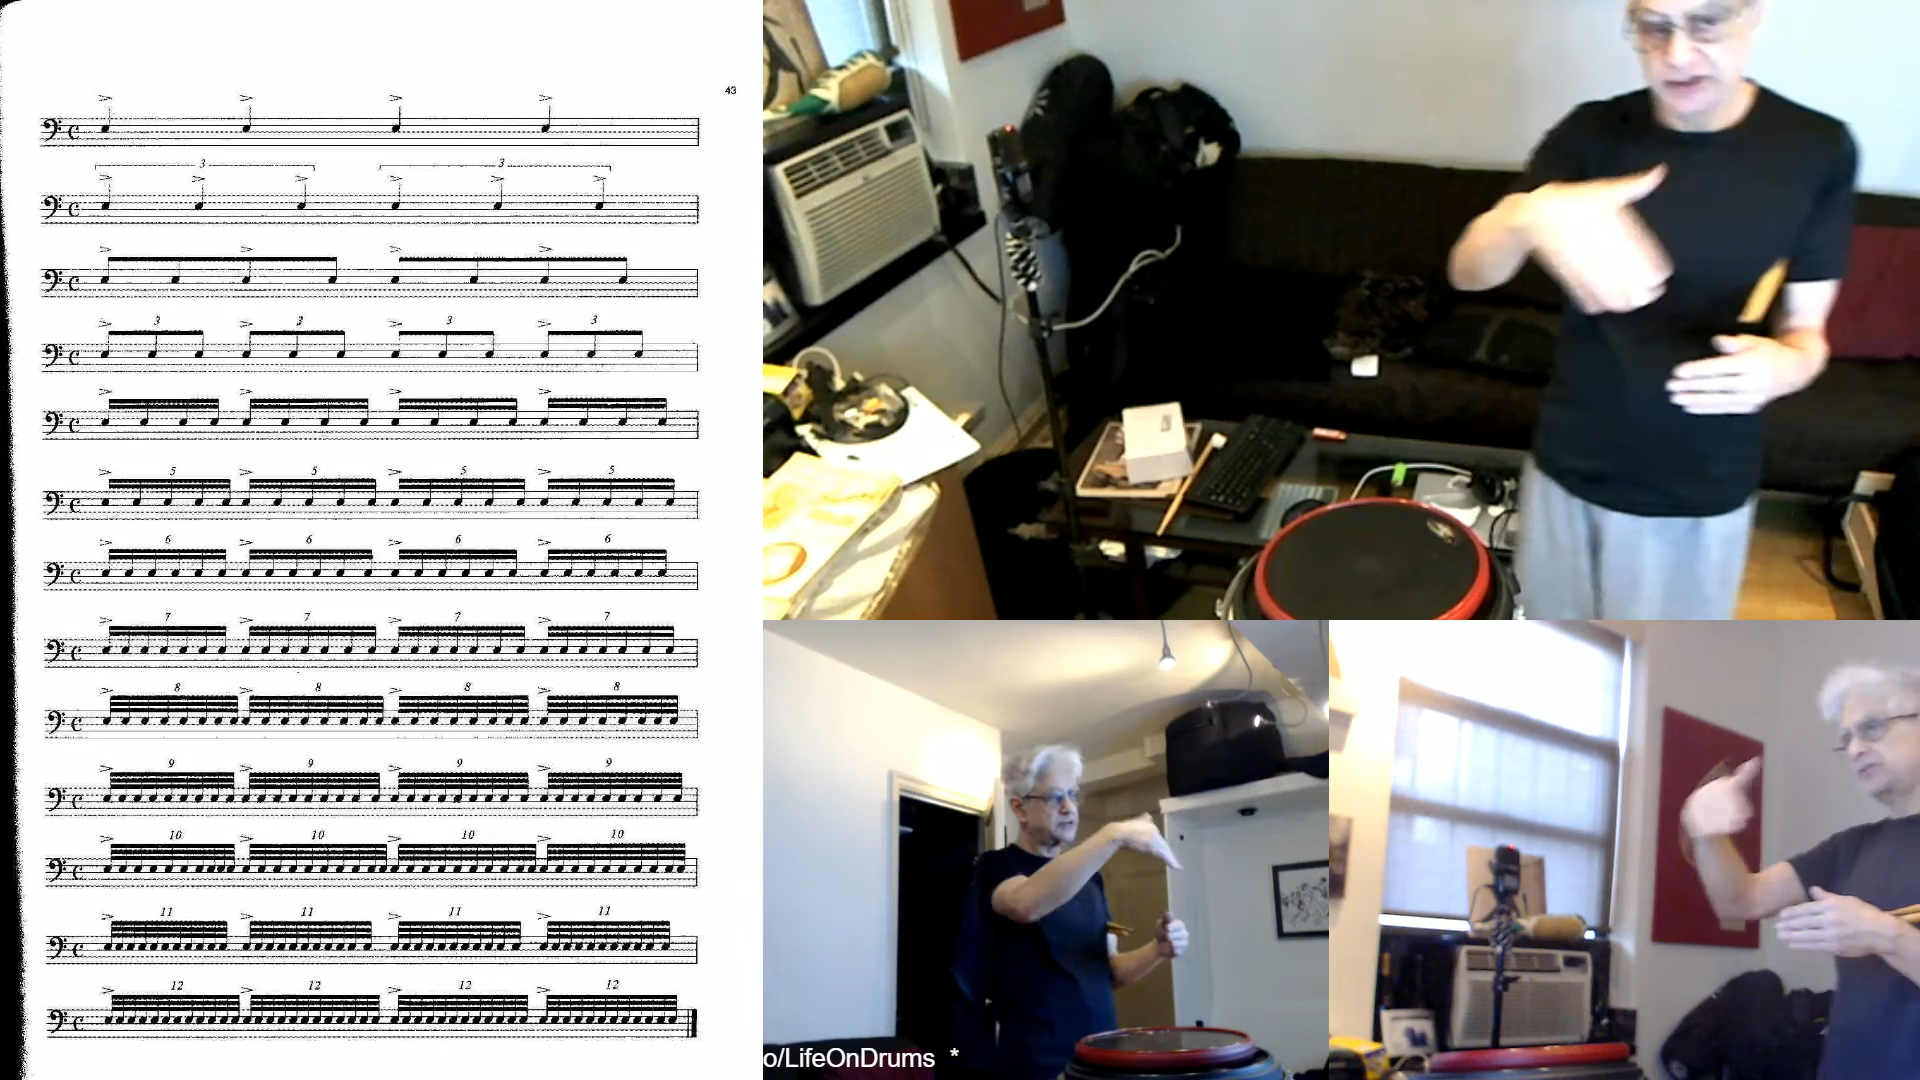 43
3 3
3 3 3 3
5 5 5 5
6 6 6 6
7 7 7 7
8 8 8 8
9 9 9 9
10 10 10 10
11 11 11 11
12 12 12 12
o/LifeOnDrums *